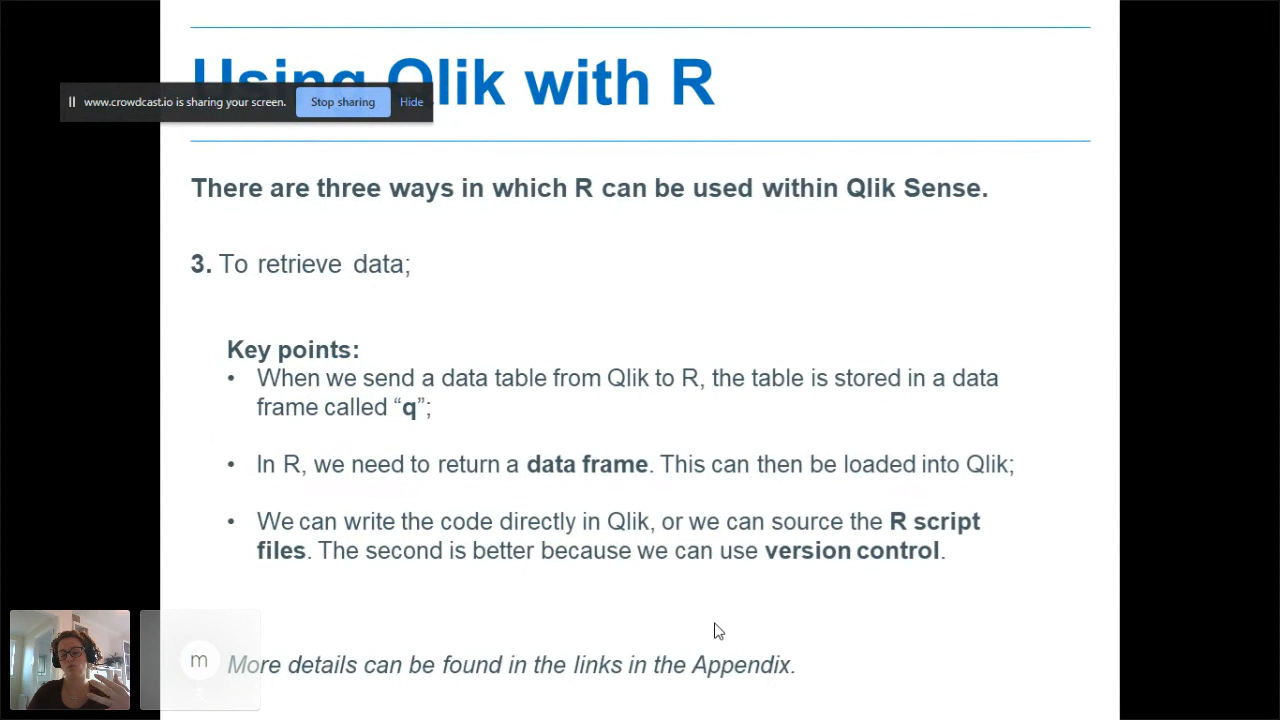 Using Qlik with R
www.crowdcast.io is sharing your screen. Stop sharing Hide
There are three ways in which R can be used within Qlik Sense.
3. To retrieve data;
Key points:
• When we send a data table from Qlik to R, the table is stored in a data
frame called “q”;
• In R, we need to return a data frame. This can then be loaded into Qlik;
• We can write the code directly in Qlik, or we can source the R script
files. The second is better because we can use version control.
m
More details can be found in the links in the Appendix.